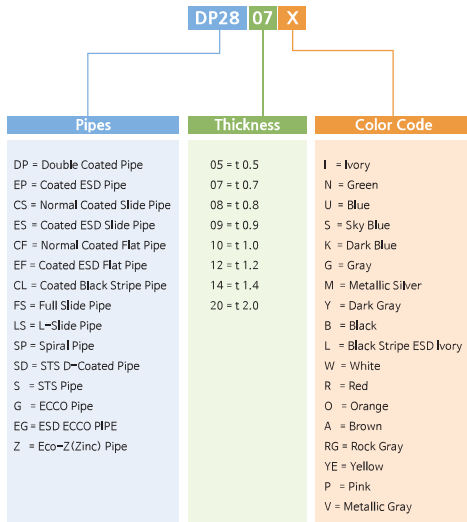 DP28 07 X
Pipes
DP = Double Coated Pipe
EP = Coated ESD Pipe
CS = Normal Coated Slide Pipe
ES = Coated ESD Slide Pipe
CF = Normal Coated Flat Pipe
EF = Coated ESD Flat Pipe
CL = Coated Black Stripe Pipe
FS = Full Slide Pipe
LS = L-Slide Pipe
SP = Spiral Pipe
SD = STS D-Coated Pipe
S = STS Pipe
G = ECCO Pipe
EG = ESD ECCO PIPE
Z = Eco-Z(Zinc) Pipe
Thickness
05 = t 0.5
07 = t 0.7
08 = t 0.8
09 = t 0.9
10 = t 1.0
12 = t 1.2
14 = t 1.4
20 = t 2.0
Color Code
I = Ivory
N = Green
U = Blue
S = Sky Blue
K = Dark Blue
G = Gray
M = Metallic Silver
Y = Dark Gray
B = Black
L = Black Stripe ESD Ivory
W = White
R = Red
O = Orange
A = Brown
RG = Rock Gray
YE = Yellow
P = Pink
V = Metallic Gray